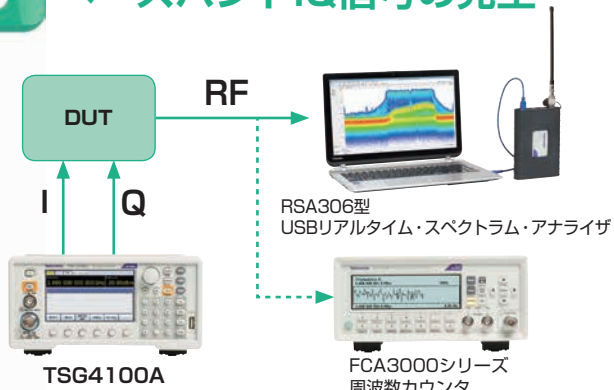 ースバンドIQ信号の発生
DUT
RF
I
Q
RSA306型
USBリアルタイム・スペクトラム・アナライザ
TSG4100A
FCA3000シリーズ
周波数カウンタ